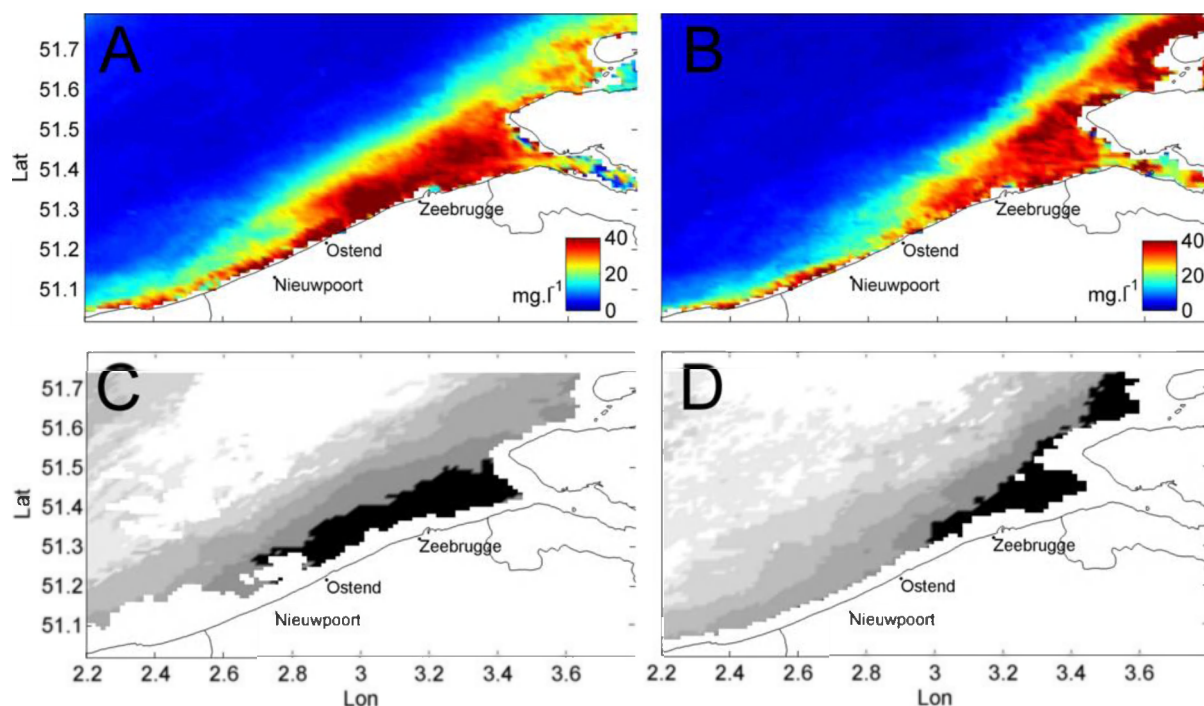 A
B
51.7
51.6
51.5
51.4
51.3
51.2
51.1
Lat
Zeebrugge
Ostend
Nieuwpoort
40
20
0
mg.l⁻¹
Zeebrugge
Ostend
Nieuwpoort
40
20
0
mg.l⁻¹
C
D
51.7
51.6
51.5
51.4
51.3
51.2
51.1
Lat
Zeebrugge
Ostend
Nieuwpoort
Zeebrugge
Ostend
Nieuwpoort
2.2 2.4 2.6 2.8 3 3.2 3.4 3.6
2.2 2.4 2.6 2.8 3 3.2 3.4 3.6
Lon
Lon